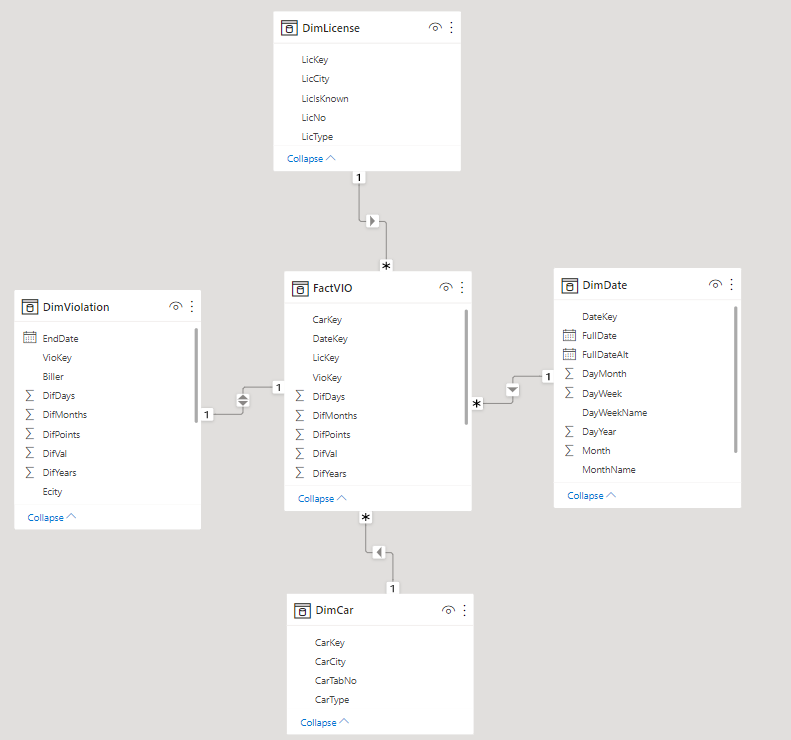 DimLicense
LicKey
LicCity
LicIsKnown
LicNo
LicType
Collapse
1
*
DimViolation
EndDate
VioKey
Biller
DifDays
DifMonths
DifPoints
DifVal
DifYears
Ecity
Collapse
1
1
FactVIO
CarKey
DateKey
LicKey
VioKey
DifDays
DifMonths
DifPoints
DifVal
DifYears
Collapse
*
1
DimDate
DateKey
FullDate
FullDateAlt
DayMonth
DayWeek
DayWeekName
DayYear
Month
MonthName
Collapse
*
1
DimCar
CarKey
CarCity
CarTabNo
CarType
Collapse